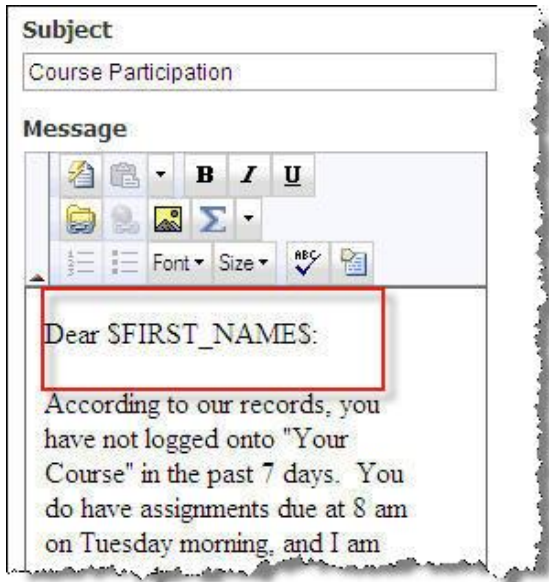 Subject
Course Participation
Message
B I U
Σ
Font Size ABC
Dear $FIRST_NAME$:
According to our records, you
have not logged onto "Your
Course" in the past 7 days. You
do have assignments due at 8 am
on Tuesday morning, and I am